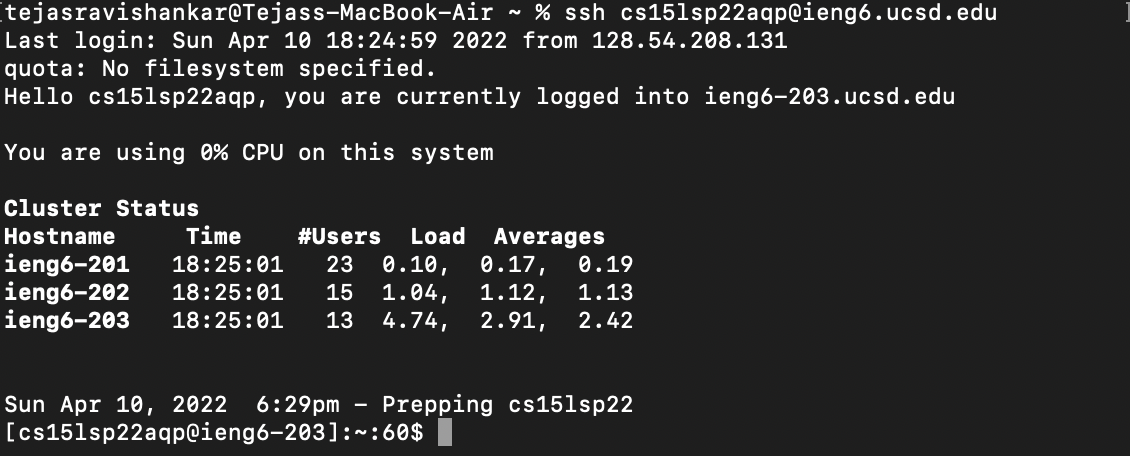 tejasravishankar@Tejass-MacBook-Air ~ % ssh cs15lsp22aqp@ieng6.ucsd.edu
Last login: Sun Apr 10 18:24:59 2022 from 128.54.208.131
quota: No filesystem specified.
Hello cs15lsp22aqp, you are currently logged into ieng6-203.ucsd.edu
You are using 0% CPU on this system
Cluster Status
Hostname     Time    #Users  Load  Averages
ieng6-201   18:25:01   23  0.10,  0.17,  0.19
ieng6-202   18:25:01   15  1.04,  1.12,  1.13
ieng6-203   18:25:01   13  4.74,  2.91,  2.42
Sun Apr 10, 2022  6:29pm - Prepping cs15lsp22
[cs15lsp22aqp@ieng6-203]:~:60$